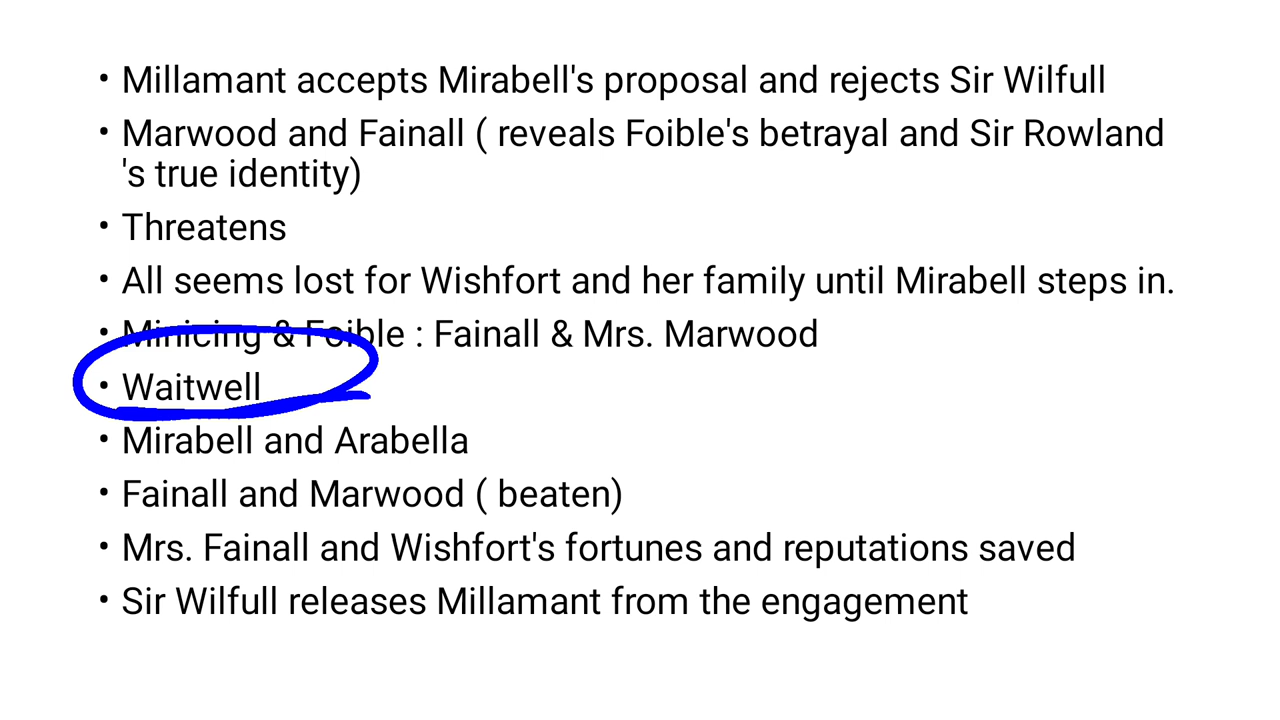 • Millamant accepts Mirabell's proposal and rejects Sir Wilfull
• Marwood and Fainall ( reveals Foible's betrayal and Sir Rowland
's true identity)
• Threatens
• All seems lost for Wishfort and her family until Mirabell steps in.
• Minicing & Foible : Fainall & Mrs. Marwood
• Waitwell
• Mirabell and Arabella
• Fainall and Marwood ( beaten)
• Mrs. Fainall and Wishfort's fortunes and reputations saved
• Sir Wilfull releases Millamant from the engagement